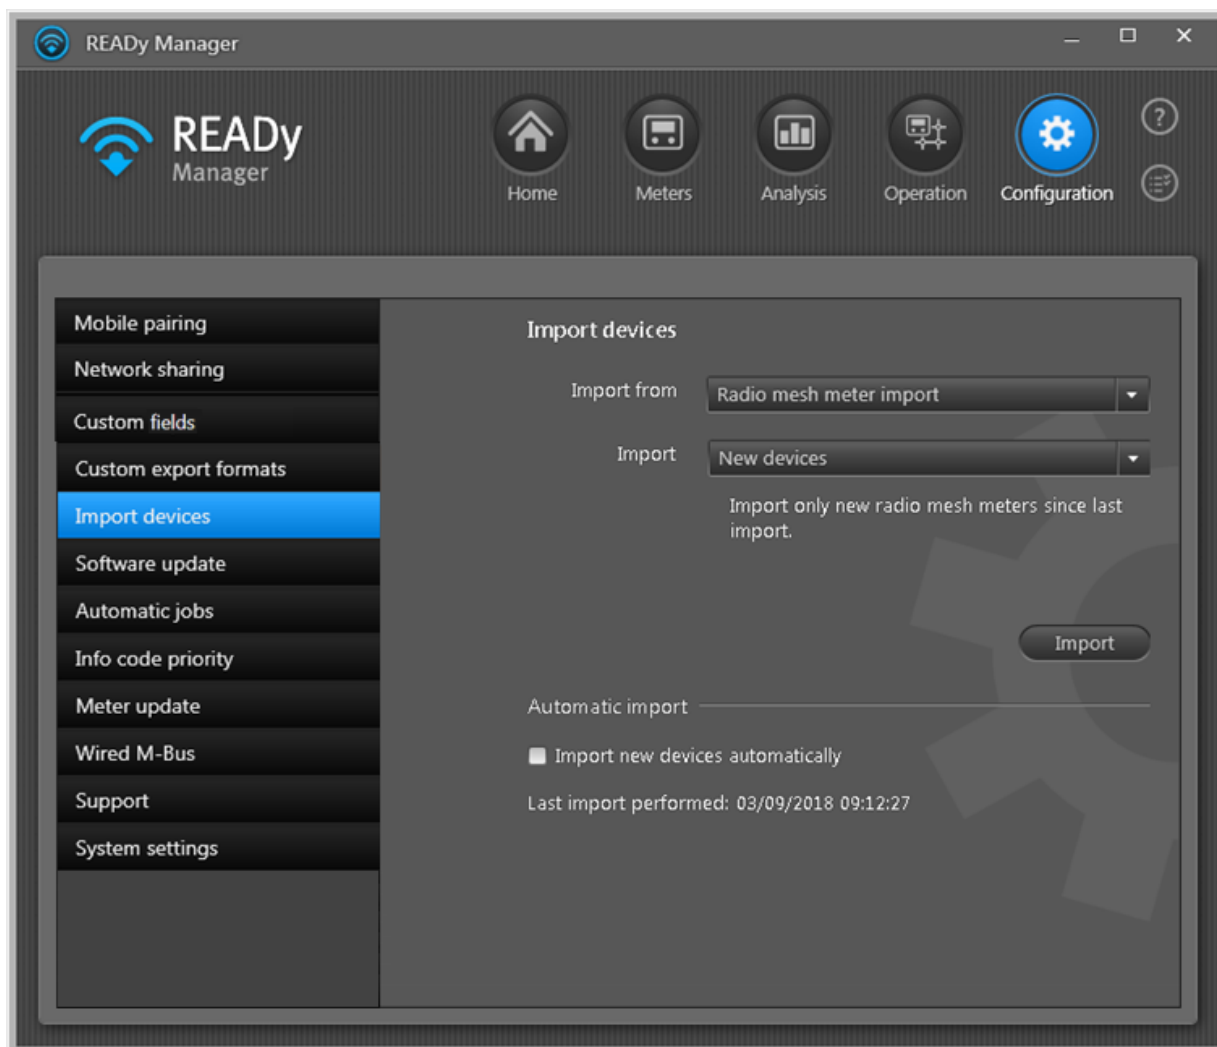 READy Manager
READy
Manager
?
Home
Meters
Analysis
Operation
Configuration
Mobile pairing
Network sharing
Custom fields
Custom export formats
Import devices
Software update
Automatic jobs
Info code priority
Meter update
Wired M-Bus
Support
System settings
Import devices
Import from
Radio mesh meter import
Import
New devices
Import only new radio mesh meters since last
import.
Import
Automatic import
Import new devices automatically
Last import performed: 03/09/2018 09:12:27